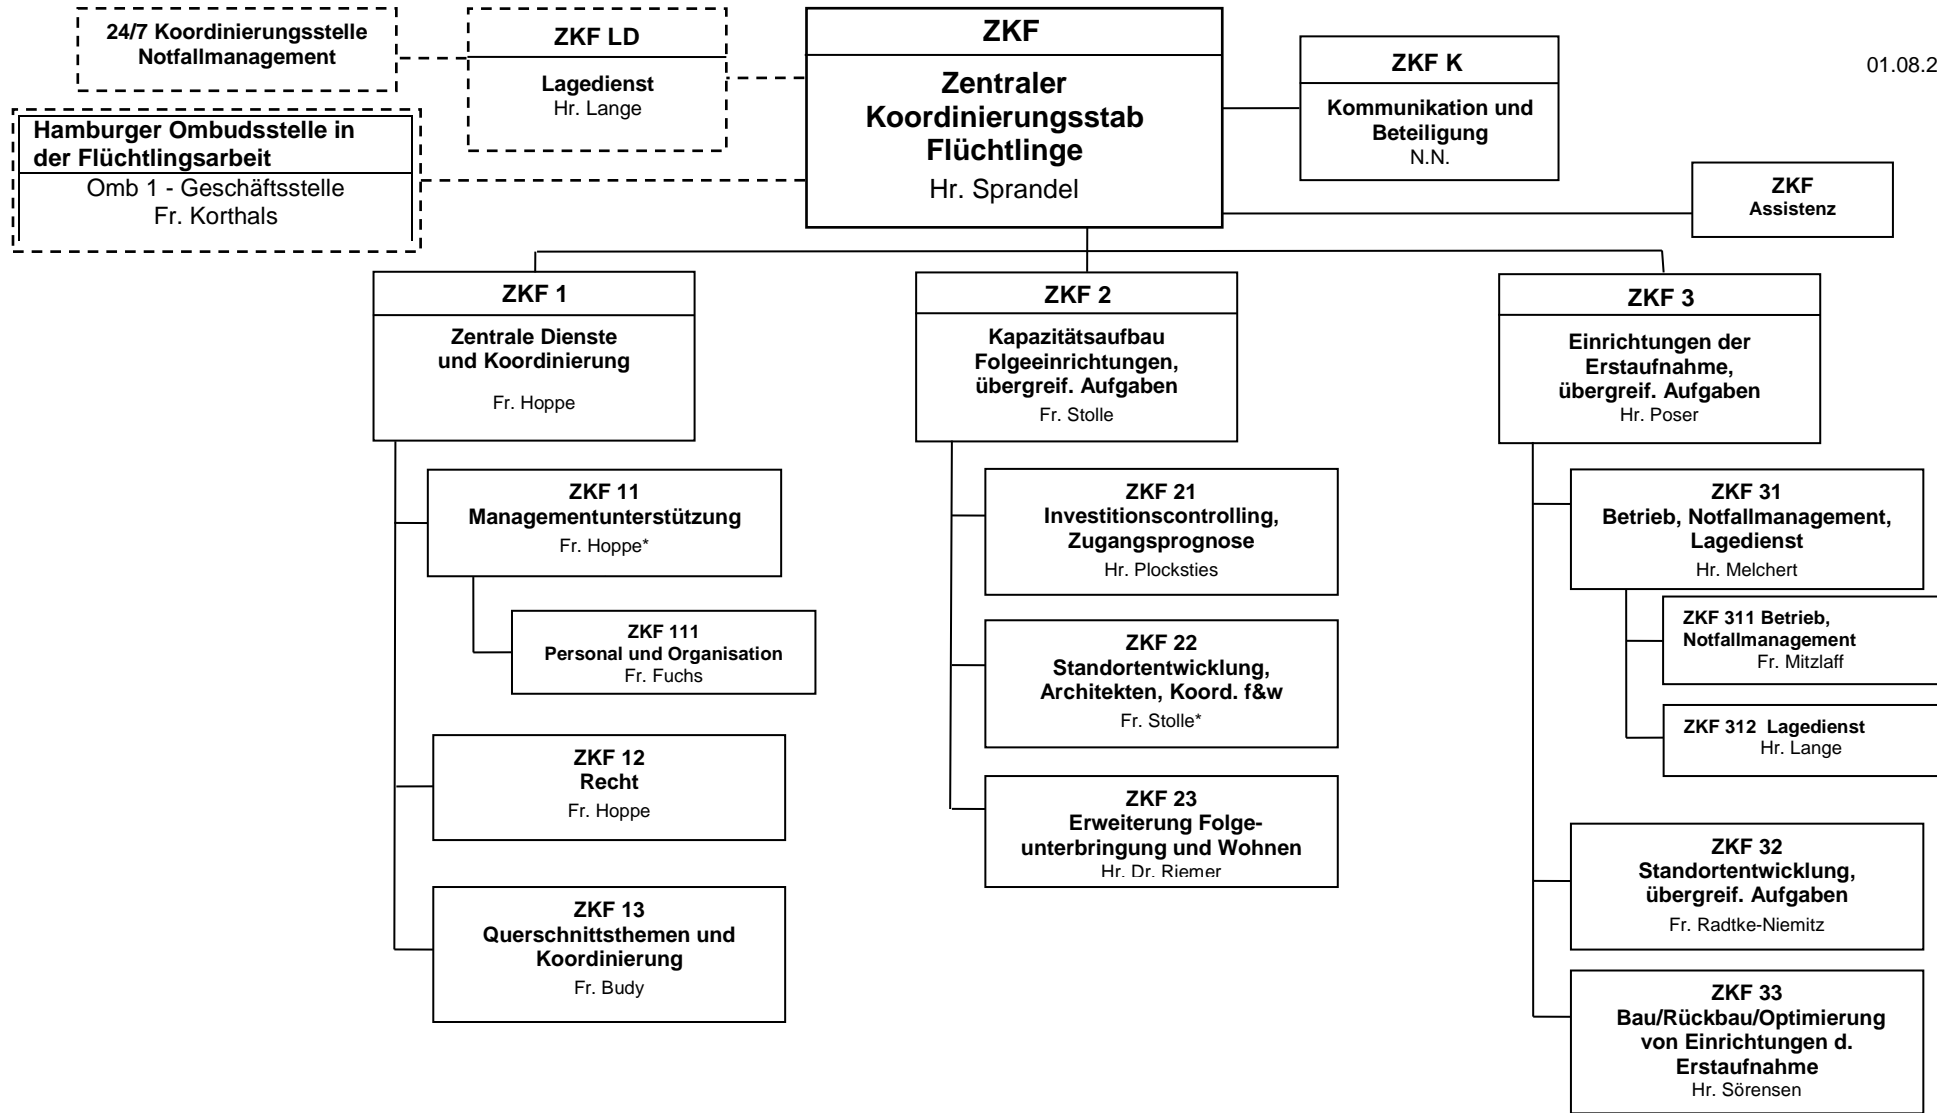 24/7 Koordinierungsstelle
Notfallmanagement
ZKF LD
Lagedienst
Hr. Lange
ZKF
Zentraler
Koordinierungsstab
Flüchtlinge
Hr. Sprandel
ZKF K
Kommunikation und
Beteiligung
N.N.
01.08.2
Hamburger Ombudsstelle in
der Flüchtlingsarbeit
Omb 1 - Geschäftsstelle
Fr. Korthals
ZKF
Assistenz
ZKF 1
Zentrale Dienste
und Koordinierung
Fr. Hoppe
ZKF 11
Managementunterstützung
Fr. Hoppe*
ZKF 111
Personal und Organisation
Fr. Fuchs
ZKF 12
Recht
Fr. Hoppe
ZKF 13
Querschnittsthemen und
Koordinierung
Fr. Budy
ZKF 2
Kapazitätsaufbau
Folgeeinrichtungen,
übergreif. Aufgaben
Fr. Stolle
ZKF 21
Investitionscontrolling,
Zugangsprognose
Hr. Plocksties
ZKF 22
Standortentwicklung,
Architekten, Koord. f&w
Fr. Stolle*
ZKF 23
Erweiterung Folge-
unterbringung und Wohnen
Hr. Dr. Riemer
ZKF 3
Einrichtungen der
Erstaufnahme,
übergreif. Aufgaben
Hr. Poser
ZKF 31
Betrieb, Notfallmanagement,
Lagedienst
Hr. Melchert
ZKF 311 Betrieb,
Notfallmanagement
Fr. Mitzlaff
ZKF 312 Lagedienst
Hr. Lange
ZKF 32
Standortentwicklung,
übergreif. Aufgaben
Fr. Radtke-Niemitz
ZKF 33
Bau/Rückbau/Optimierung
von Einrichtungen d.
Erstaufnahme
Hr. Sörensen